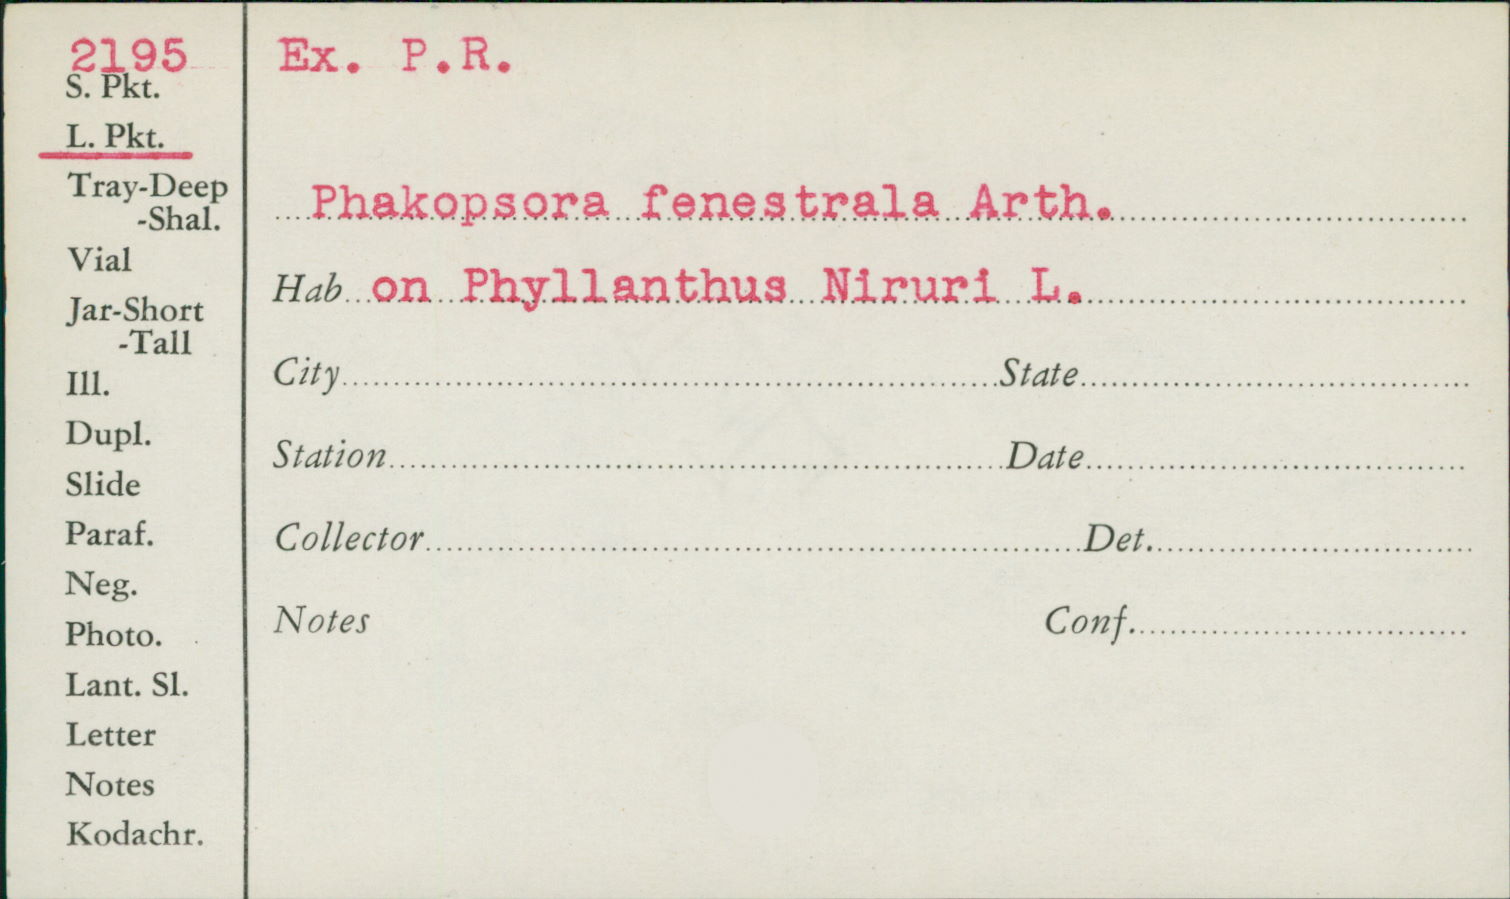 2195
S. Pkt.
L. Pkt.
Tray-Deep
-Shal.
Vial
Jar-Short
-Tall
Ill.
Dupl.
Slide
Paraf.
Neg.
Photo.
Lant. Sl.
Letter
Notes
Kodachr.
Ex. P.R.
Phakopsora fenestrala Arth.
Hab on Phyllanthus Niruri L.
City State
Station Date
Collector Det.
Notes Conf.